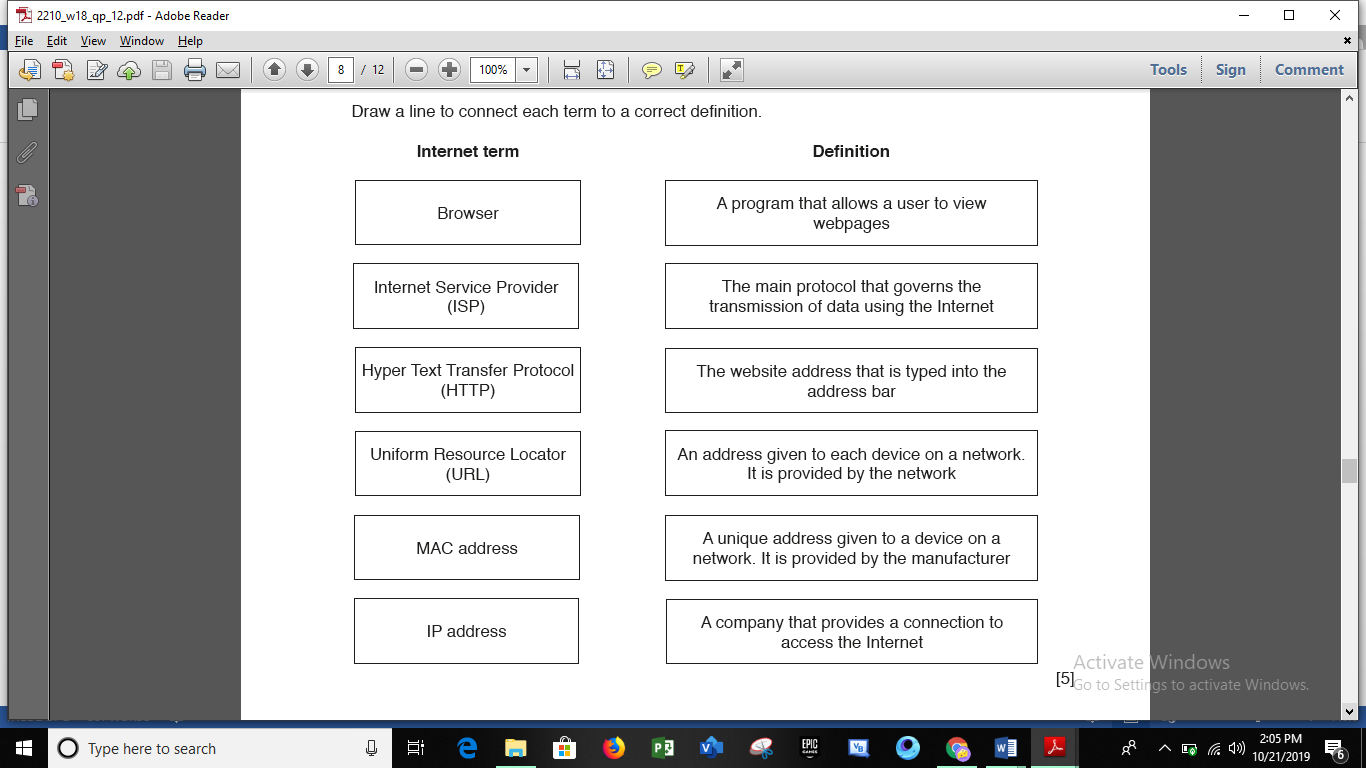 2210_w18_qp_12.pdf - Adobe Reader
File Edit View Window Help
8 / 12 100% Tools Sign Comment
Draw a line to connect each term to a correct definition.
Internet term Definition
Browser
A program that allows a user to view
webpages
Internet Service Provider
(ISP)
The main protocol that governs the
transmission of data using the Internet
Hyper Text Transfer Protocol
(HTTP)
The website address that is typed into the
address bar
Uniform Resource Locator
(URL)
An address given to each device on a network.
It is provided by the network
MAC address
A unique address given to a device on a
network. It is provided by the manufacturer
IP address
A company that provides a connection to
access the Internet
[5]
Activate Windows
Go to Settings to activate Windows.
Type here to search
2:05 PM
10/21/2019
6